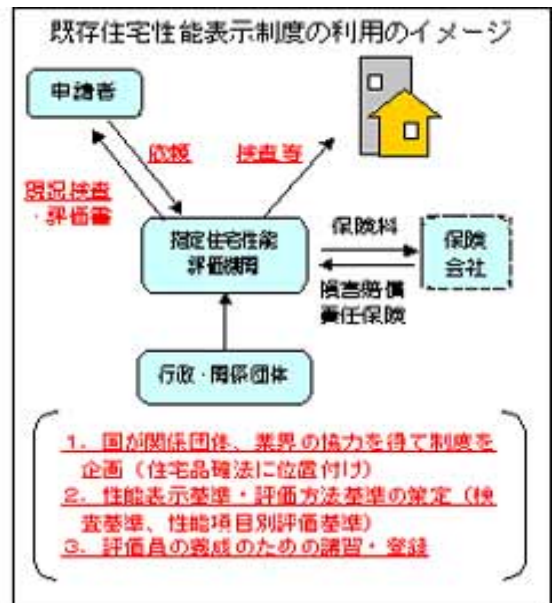 既存住宅性能表示制度の利用のイメージ
申請者
検査等
現況検査
・評価書
指定住宅性能
評価機関
保険料
保険
会社
損害賠償
責任保険
行政・関係団体
1．国が関係団体、業界の協力を得て制度を
企画（住宅品確法に位置付け）
2．性能表示基準・評価方法基準の策定（検
査基準、性能項目別評価基準）
3．評価員の養成のための講習・登録